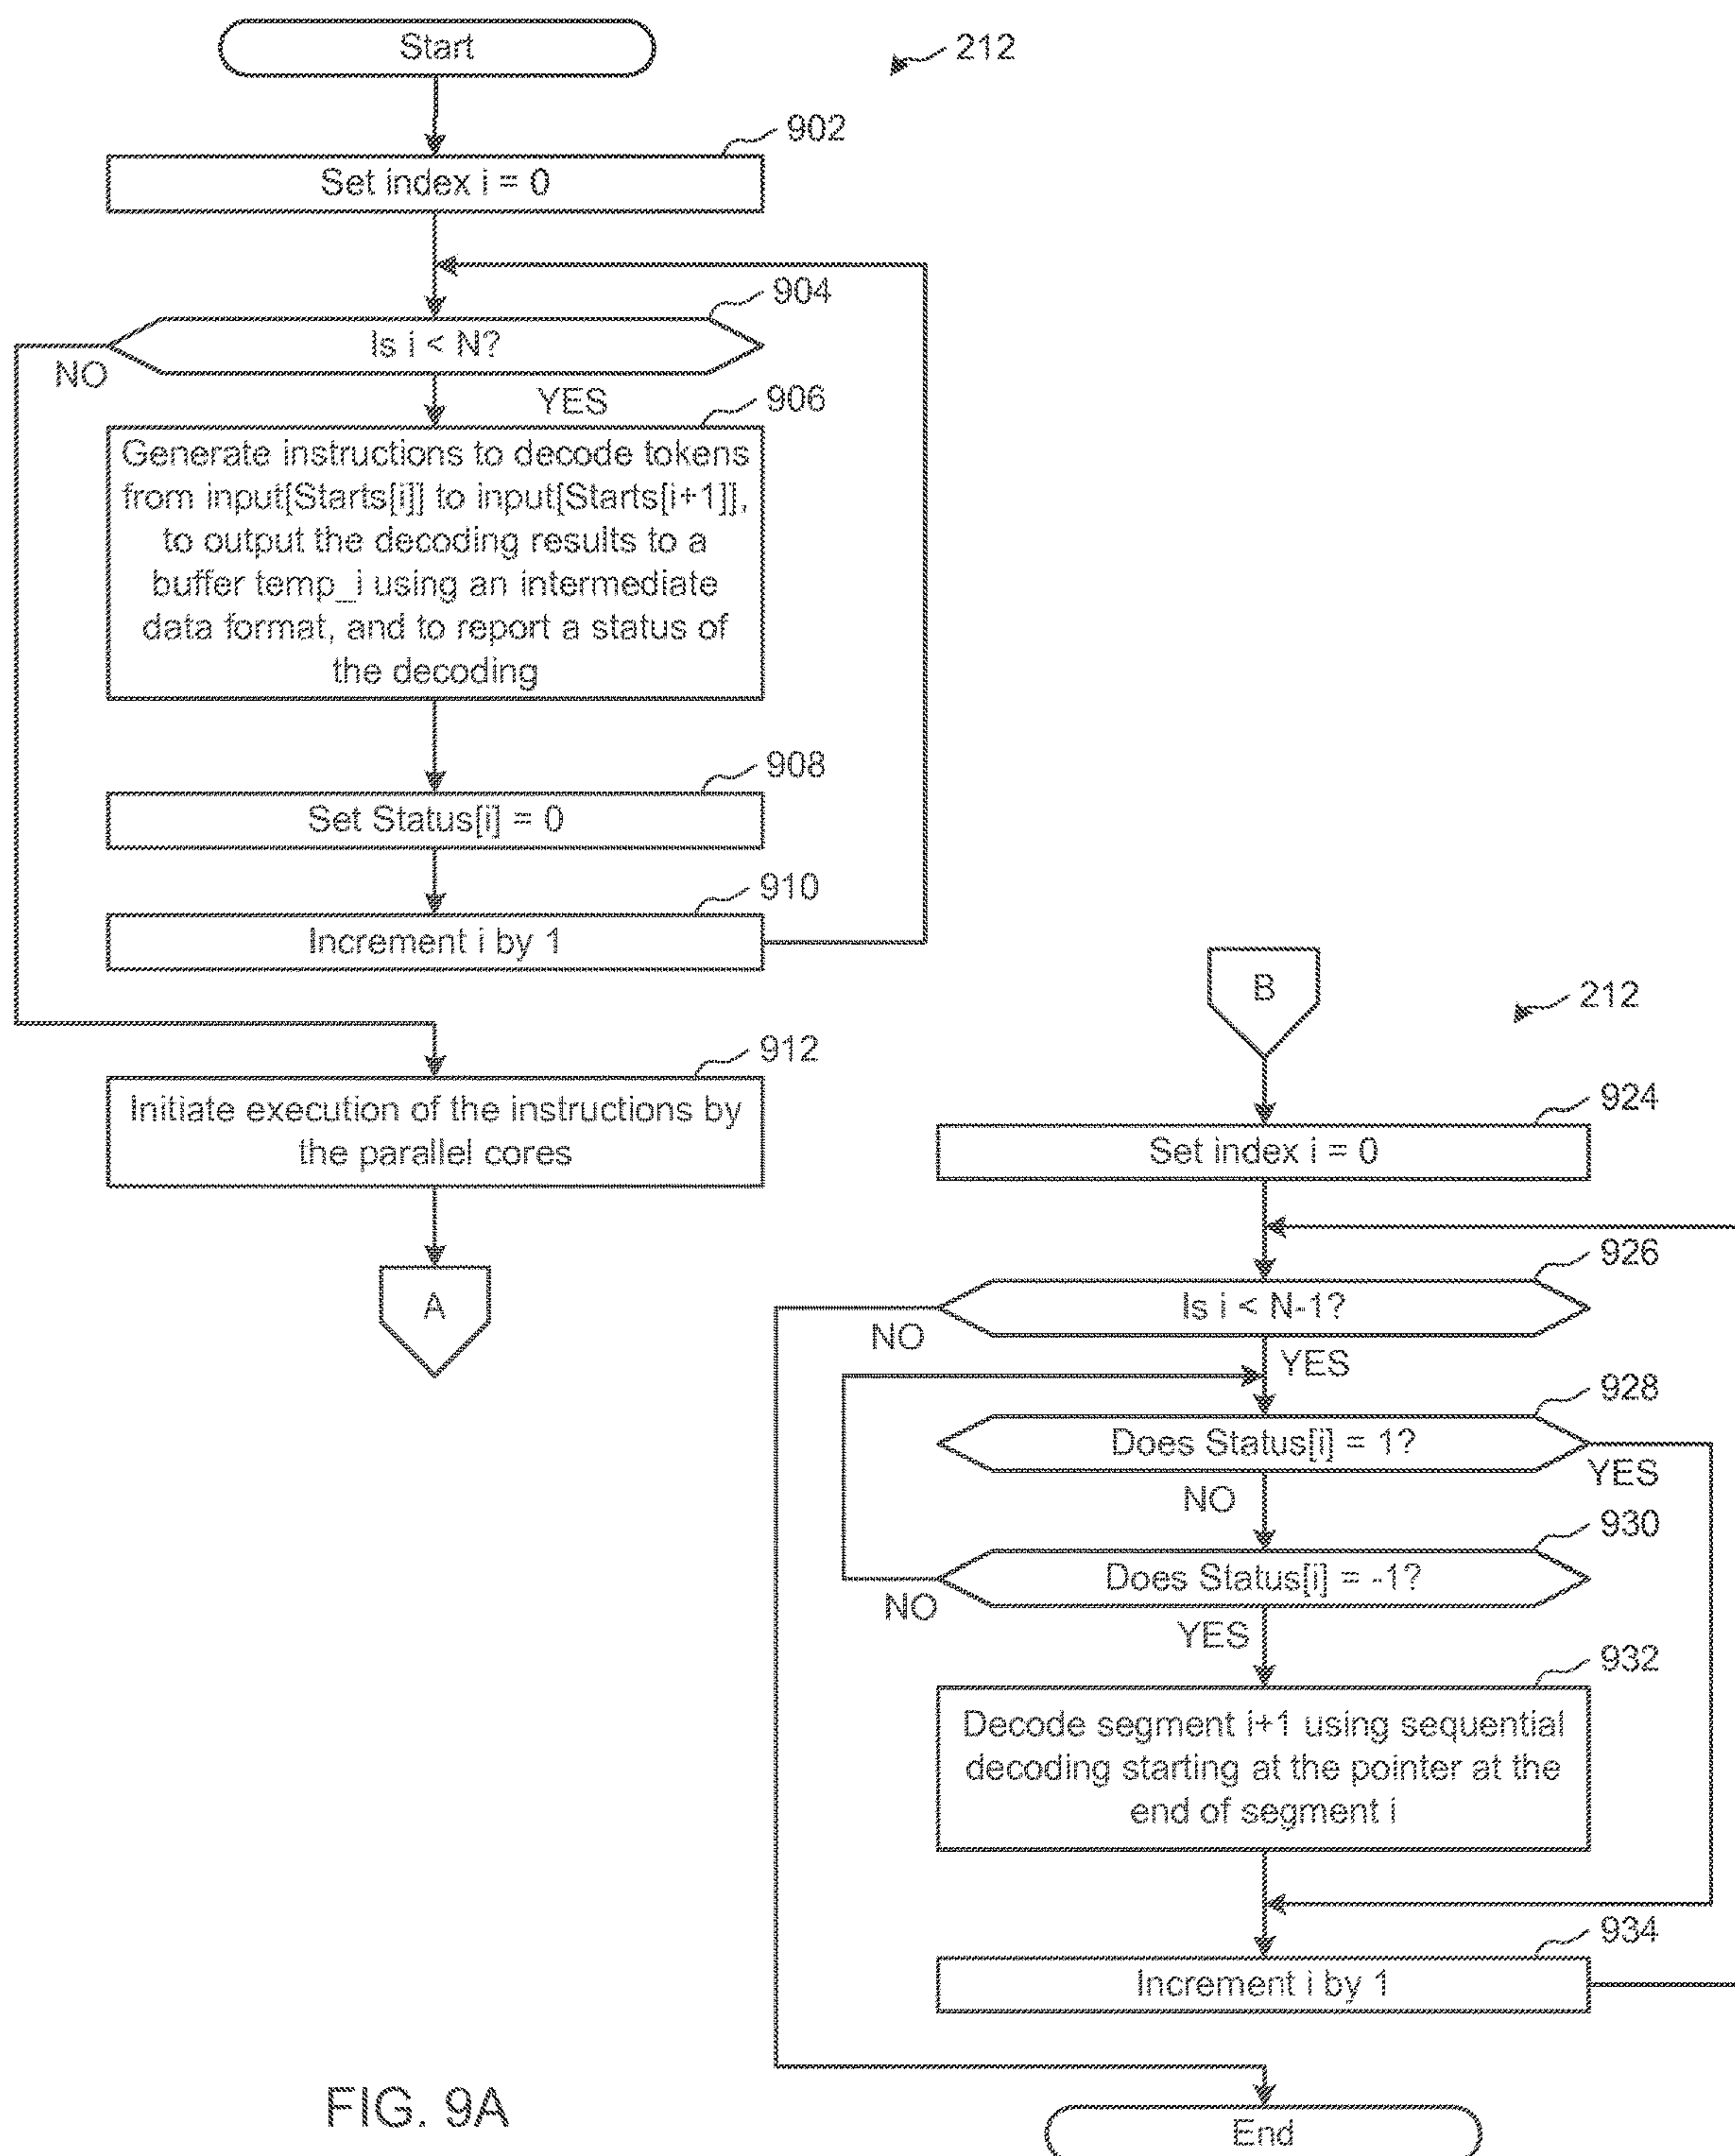 Start
212
902
Set index i = 0
904
Is i < N?
NO
YES
906
Generate instructions to decode tokens
from input[Starts[i]] to input[Starts[i+1]],
to output the decoding results to a
buffer temp_i using an intermediate
data format, and to report a status of
the decoding
908
Set Status[i] = 0
910
Increment i by 1
912
Initiate execution of the instructions by
the parallel cores
A
FIG. 9A
B
212
924
Set index i = 0
926
Is i < N-1?
NO
YES
928
Does Status[i] = 1?
YES
NO
930
Does Status[i] = -1?
NO
YES
932
Decode segment i+1 using sequential
decoding starting at the pointer at the
end of segment i
934
Increment i by 1
End